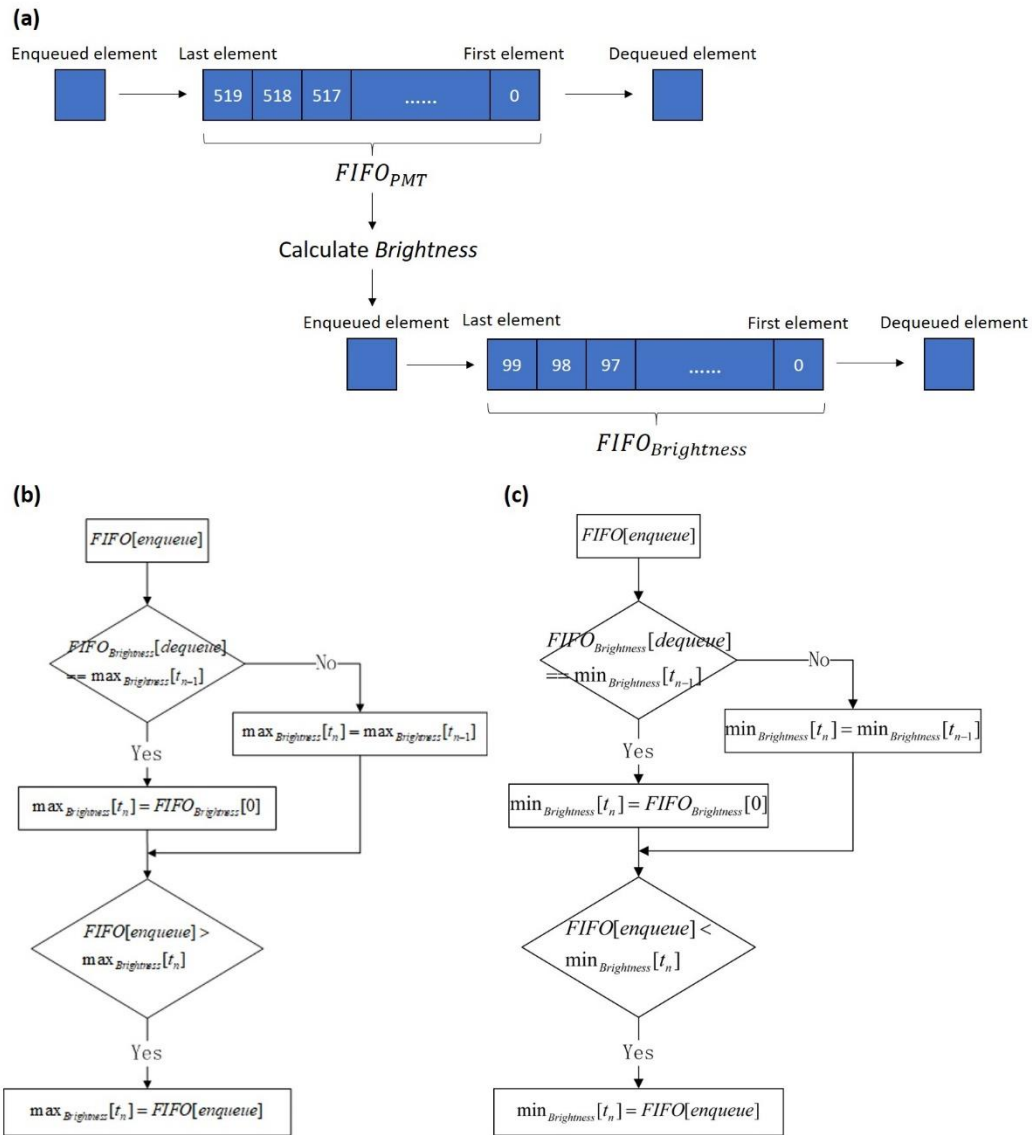 (a)
Enqueued element
Last element
First element
Dequeued element
519 518 517 ...... 0
FIFO_PMT
Calculate Brightness
Enqueued element
Last element
First element
Dequeued element
99 98 97 ...... 0
FIFO_Brightness
(b)
FIFO[enqueue]
FIFO_Brightness[dequeue]
== max_Brightness[t_{n-1}]
No
max_Brightness[t_n] = max_Brightness[t_{n-1}]
Yes
max_Brightness[t_n] = FIFO_Brightness[0]
FIFO[enqueue] >
max_Brightness[t_n]
Yes
max_Brightness[t_n] = FIFO[enqueue]
(c)
FIFO[enqueue]
FIFO_Brightness[dequeue]
== min_Brightness[t_{n-1}]
No
min_Brightness[t_n] = min_Brightness[t_{n-1}]
Yes
min_Brightness[t_n] = FIFO_Brightness[0]
FIFO[enqueue] <
min_Brightness[t_n]
Yes
min_Brightness[t_n] = FIFO[enqueue]